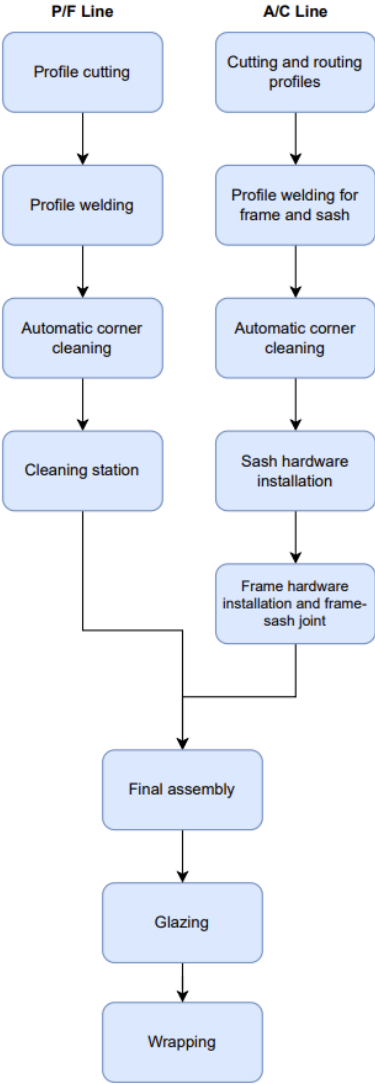 P/F Line
A/C Line
Profile cutting
Cutting and routing
profiles
Profile welding
Profile welding for
frame and sash
Automatic corner
cleaning
Automatic corner
cleaning
Cleaning station
Sash hardware
installation
Frame hardware
installation and frame-
sash joint
Final assembly
Glazing
Wrapping